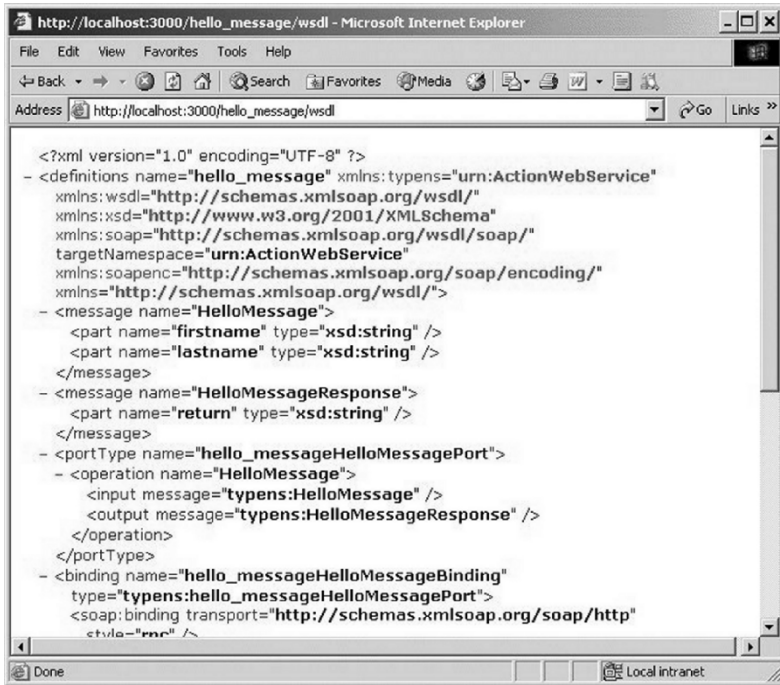 http://localhost:3000/hello_message/wsdl - Microsoft Internet Explorer
File Edit View Favorites Tools Help
Back Search Favorites Media
Address http://localhost:3000/hello_message/wsdl Go Links »
<?xml version="1.0" encoding="UTF-8" ?>
- <definitions name="hello_message" xmlns:typens="urn:ActionWebService"
xmlns:wsdl="http://schemas.xmlsoap.org/wsdl/"
xmlns:xsd="http://www.w3.org/2001/XMLSchema"
xmlns:soap="http://schemas.xmlsoap.org/wsdl/soap/"
targetNamespace="urn:ActionWebService"
xmlns:soapenc="http://schemas.xmlsoap.org/soap/encoding/"
xmlns="http://schemas.xmlsoap.org/wsdl/">
- <message name="HelloMessage">
<part name="firstname" type="xsd:string" />
<part name="lastname" type="xsd:string" />
</message>
- <message name="HelloMessageResponse">
<part name="return" type="xsd:string" />
</message>
- <portType name="hello_messageHelloMessagePort">
- <operation name="HelloMessage">
<input message="typens:HelloMessage" />
<output message="typens:HelloMessageResponse" />
</operation>
</portType>
- <binding name="hello_messageHelloMessageBinding"
type="typens:hello_messageHelloMessagePort">
<soap:binding transport="http://schemas.xmlsoap.org/soap/http"
style="rpc" />
Done Local intranet